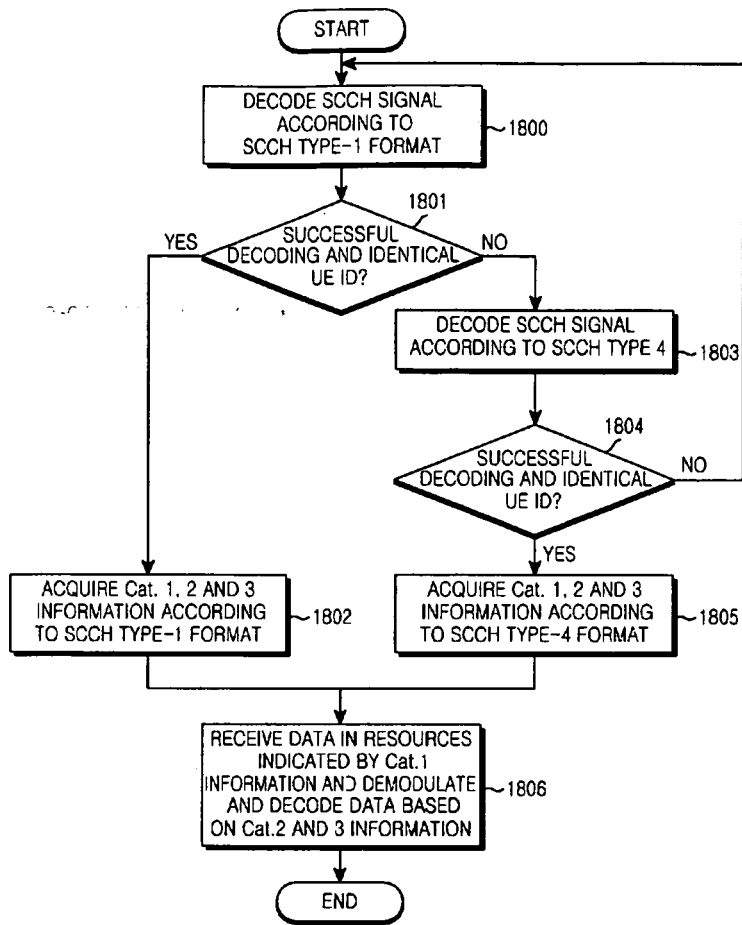 START
DECODE SCCH SIGNAL
ACCORDING TO
SCCH TYPE-1 FORMAT
1800
1801
YES
SUCCESSFUL
DECODING AND IDENTICAL
UE ID?
NO
DECODE SCCH SIGNAL
ACCORDING TO SCCH TYPE 4
1803
1804
SUCCESSFUL
DECODING AND IDENTICAL
UE ID?
NO
YES
ACQUIRE Cat. 1, 2 AND 3
INFORMATION ACCORDING
TO SCCH TYPE-1 FORMAT
1802
ACQUIRE Cat. 1, 2 AND 3
INFORMATION ACCORDING
TO SCCH TYPE-4 FORMAT
1805
RECEIVE DATA IN RESOURCES
INDICATED BY Cat.1
INFORMATION AND DEMODULATE
AND DECODE DATA BASED
ON Cat.2 AND 3 INFORMATION
1806
END